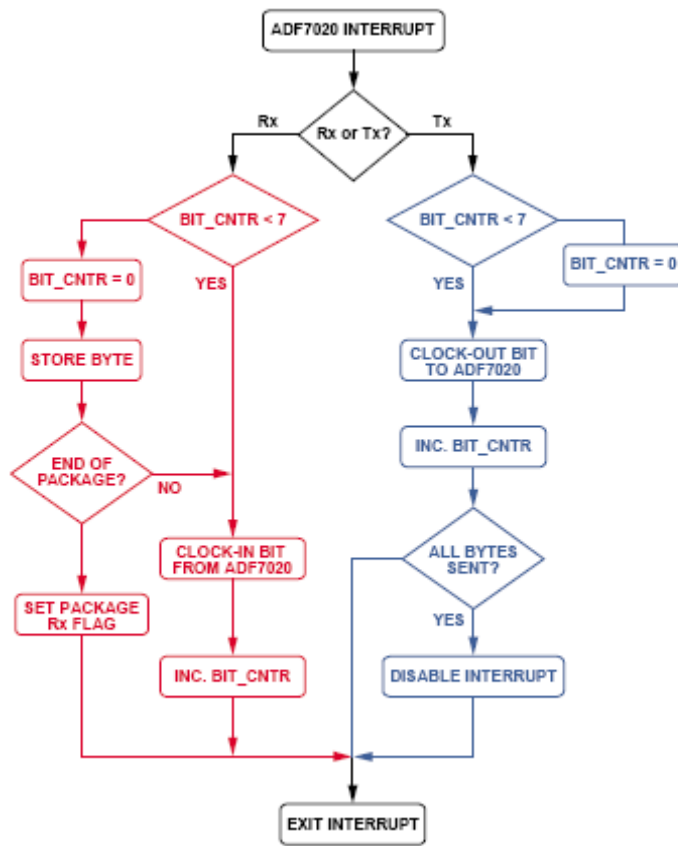 ADF7020 INTERRUPT
Rx
Rx or Tx?
Tx
BIT_CNTR < 7
BIT_CNTR < 7
BIT_CNTR = 0
YES
YES
BIT_CNTR = 0
STORE BYTE
CLOCK-OUT BIT
TO ADF7020
END OF
PACKAGE?
NO
INC. BIT_CNTR
CLOCK-IN BIT
FROM ADF7020
ALL BYTES
SENT?
SET PACKAGE
Rx FLAG
YES
INC. BIT_CNTR
DISABLE INTERRUPT
EXIT INTERRUPT